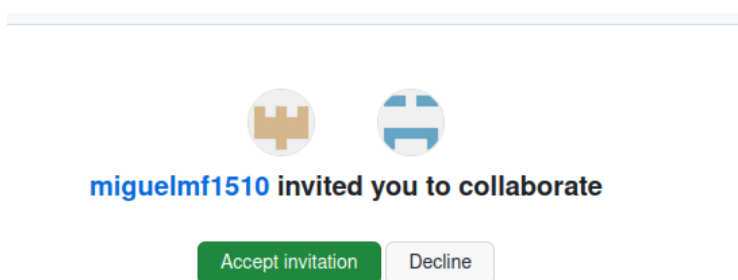 miguelmf1510 invited you to collaborate
Accept invitation Decline